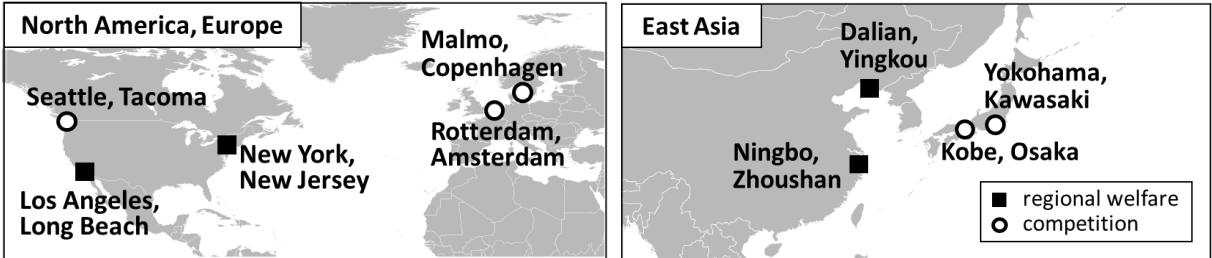 North America, Europe
Malmo,
Copenhagen
Seattle, Tacoma
Rotterdam,
Amsterdam
New York,
New Jersey
Los Angeles,
Long Beach
East Asia
Dalian,
Yingkou
Yokohama,
Kawasaki
Kobe, Osaka
Ningbo,
Zhoushan
regional welfare
competition